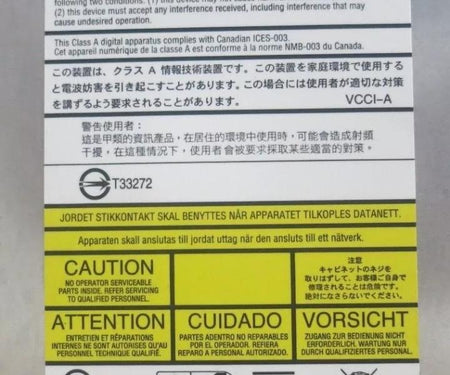 following two conditions. (1) this device may not cause
(2) this device must accept any interference received, including interference that may
cause undesired operation.
This Class A digital apparatus complies with Canadian ICES-003.
Cet appareil numérique de la classe A est conforme à la norme NMB-003 du Canada.
この装置は、クラス A 情報技術装置です。この装置を家庭環境で使用する
と電波妨害を引き起こすことがあります。この場合には使用者が適切な対策
を講ずるよう要求されることがあります。
VCCI-A
警告使用者：
這是甲類的資訊產品，在居住的環境中使用時，可能會造成射頻
干擾，在這種情況下，使用者會被要求採取某些適當的對策。
T33272
JORDET STIKKONTAKT SKAL BENYTTES NÅR APPARATET TILKOPLES DATANETT.
Apparaten skall anslutas till jordat uttag när den ansluts till ett nätverk.
CAUTION
NO OPERATOR SERVICEABLE
PARTS INSIDE. REFER SERVICING
TO QUALIFIED PERSONNEL.
注意
キャビネットのネジを
取りはずして、お客様ご自身で
修理されることは危険です。
絶対になさらないでください。
ATTENTION
ENTRETIEN ET RÉPARATIONS
INTERNES NE SONT AUTORISÉS QU'AU
PERSONNEL TECHNIQUE QUALIFIÉ.
CUIDADO
PARTES ADENTRO NO REPARABLES
POR EL OPERADOR. REFIERA
REPARO A PERSONAL AUTORIZADO.
VORSICHT
ZUGANG ZUR BEDIENUNG NICHT
ERFORDERLICH. WARTUNG NUR
DURCH QUALIFIZIERTES PERSONAL.